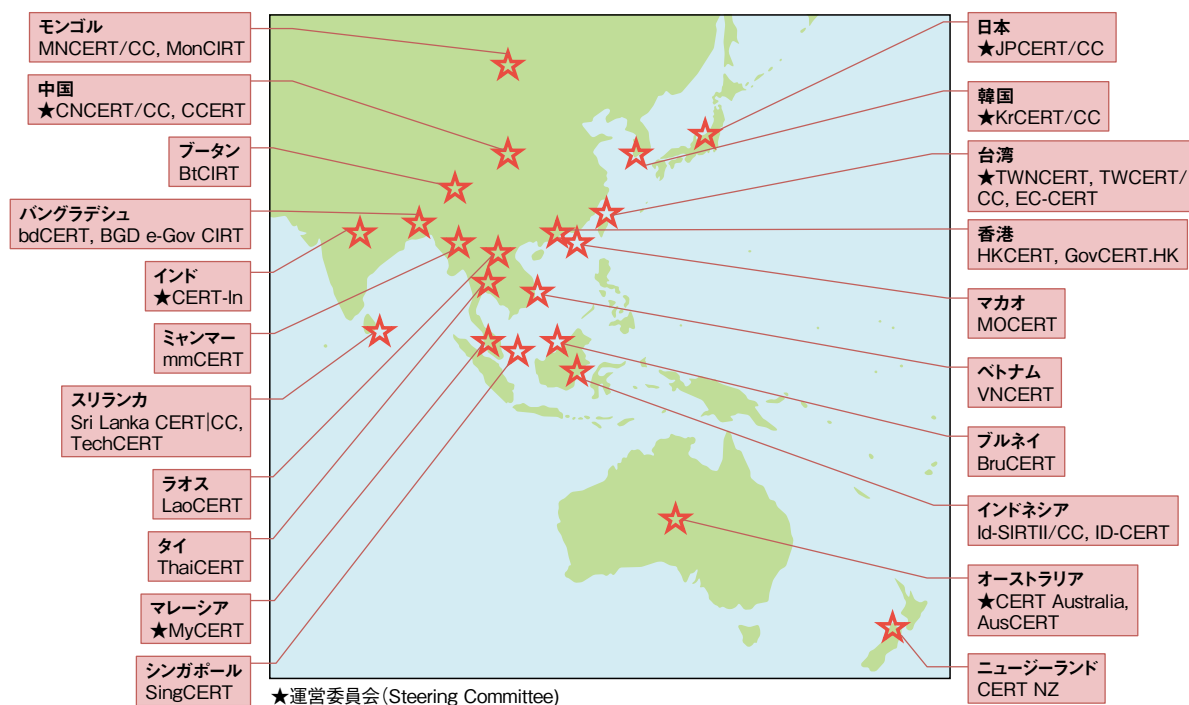 モンゴル
MNCERT/CC, MonCIRT
中国
★CNCERT/CC, CCERT
ブータン
BtCIRT
バングラデシュ
bdCERT, BGD e-Gov CIRT
インド
★CERT-In
ミャンマー
mmCERT
スリランカ
Sri Lanka CERT|CC,
TechCERT
ラオス
LaoCERT
タイ
ThaiCERT
マレーシア
★MyCERT
シンガポール
SingCERT
日本
★JPCERT/CC
韓国
★KrCERT/CC
台湾
★TWNCERT, TWCERT/
CC, EC-CERT
香港
HKCERT, GovCERT.HK
マカオ
MOCERT
ベトナム
VNCERT
ブルネイ
BruCERT
インドネシア
Id-SIRTII/CC, ID-CERT
オーストラリア
★CERT Australia,
AusCERT
ニュージーランド
CERT NZ
★運営委員会(Steering Committee)